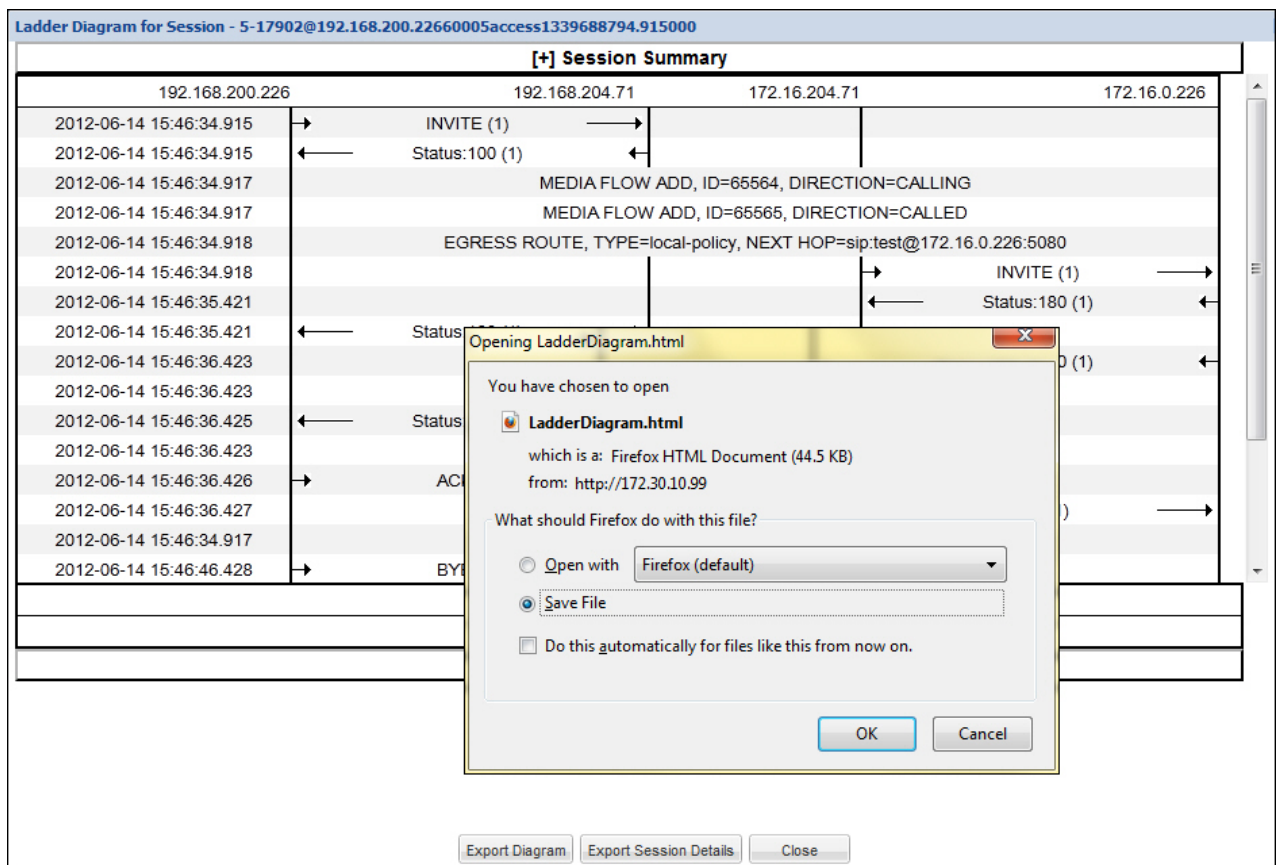 Ladder Diagram for Session - 5-17902@192.168.200.22660005access1339688794.915000
[+] Session Summary
192.168.200.226 192.168.204.71 172.16.204.71 172.16.0.226
2012-06-14 15:46:34.915 INVITE (1)
2012-06-14 15:46:34.915 Status:100 (1)
2012-06-14 15:46:34.917 MEDIA FLOW ADD, ID=65564, DIRECTION=CALLING
2012-06-14 15:46:34.917 MEDIA FLOW ADD, ID=65565, DIRECTION=CALLED
2012-06-14 15:46:34.918 EGRESS ROUTE, TYPE=local-policy, NEXT HOP=sip:test@172.16.0.226:5080
2012-06-14 15:46:34.918 INVITE (1)
2012-06-14 15:46:35.421 Status:180 (1)
2012-06-14 15:46:35.421 Status
2012-06-14 15:46:36.423 0 (1)
2012-06-14 15:46:36.423
2012-06-14 15:46:36.425 Status
2012-06-14 15:46:36.423
2012-06-14 15:46:36.426
2012-06-14 15:46:36.427 )
2012-06-14 15:46:34.917
2012-06-14 15:46:46.428
Opening LadderDiagram.html
You have chosen to open
LadderDiagram.html
which is a: Firefox HTML Document (44.5 KB)
from: http://172.30.10.99
What should Firefox do with this file?
Open with Firefox (default)
Save File
Do this automatically for files like this from now on.
OK Cancel
Export Diagram Export Session Details Close